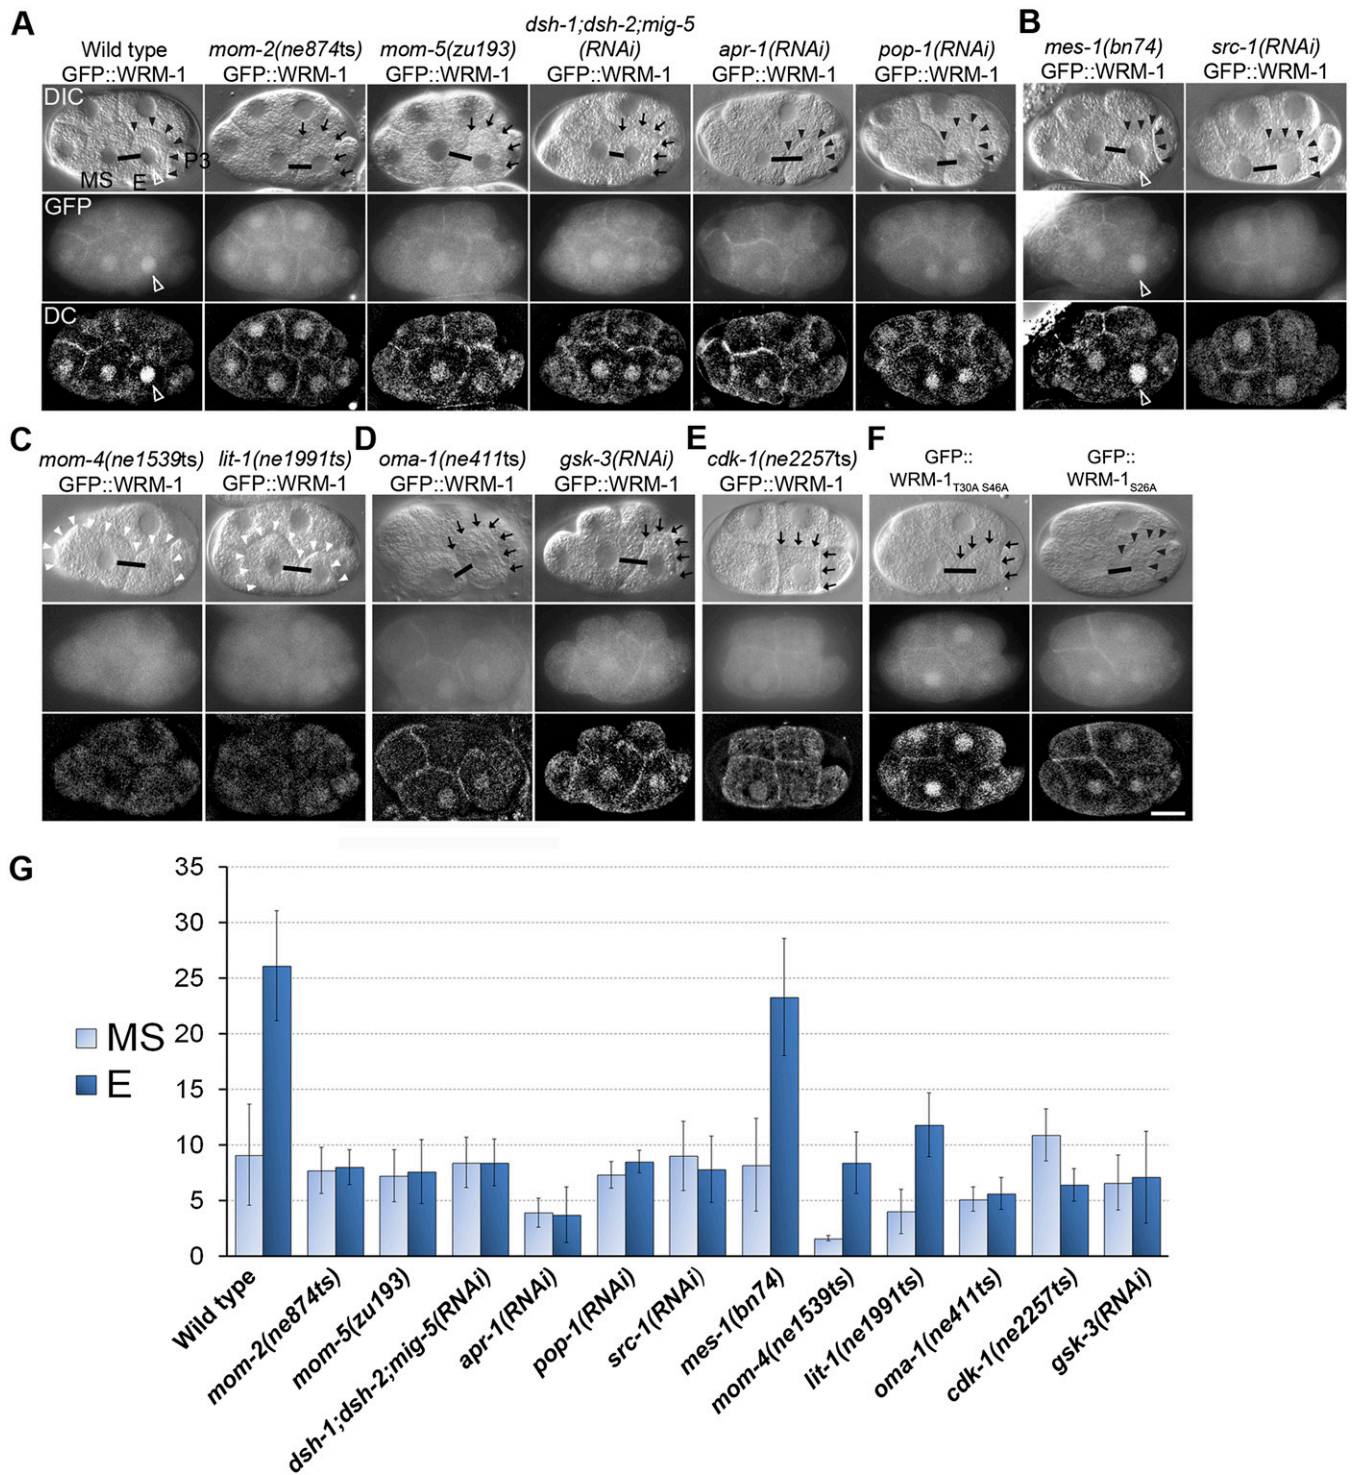 A
B
Wild type
GFP::WRM-1
mom-2(ne874ts)
GFP::WRM-1
mom-5(zu193)
GFP::WRM-1
dsh-1;dsh-2;mig-5
(RNAi)
GFP::WRM-1
apr-1(RNAi)
GFP::WRM-1
pop-1(RNAi)
GFP::WRM-1
mes-1(bn74)
GFP::WRM-1
src-1(RNAi)
GFP::WRM-1
DIC
P3
MS
E
GFP
DC
C
D
E
F
mom-4(ne1539ts)
GFP::WRM-1
lit-1(ne1991ts)
GFP::WRM-1
oma-1(ne411ts)
GFP::WRM-1
gsk-3(RNAi)
GFP::WRM-1
cdk-1(ne2257ts)
GFP::WRM-1
GFP::
WRM-1T30A S46A
GFP::
WRM-1S26A
G
35
30
25
20
15
10
5
0
MS
E
Wild type
mom-2(ne874ts)
mom-5(zu193)
dsh-1;dsh-2;mig-5(RNAi)
apr-1(RNAi)
pop-1(RNAi)
src-1(RNAi)
mes-1(bn74)
mom-4(ne1539ts)
lit-1(ne1991ts)
oma-1(ne411ts)
cdk-1(ne2257ts)
gsk-3(RNAi)